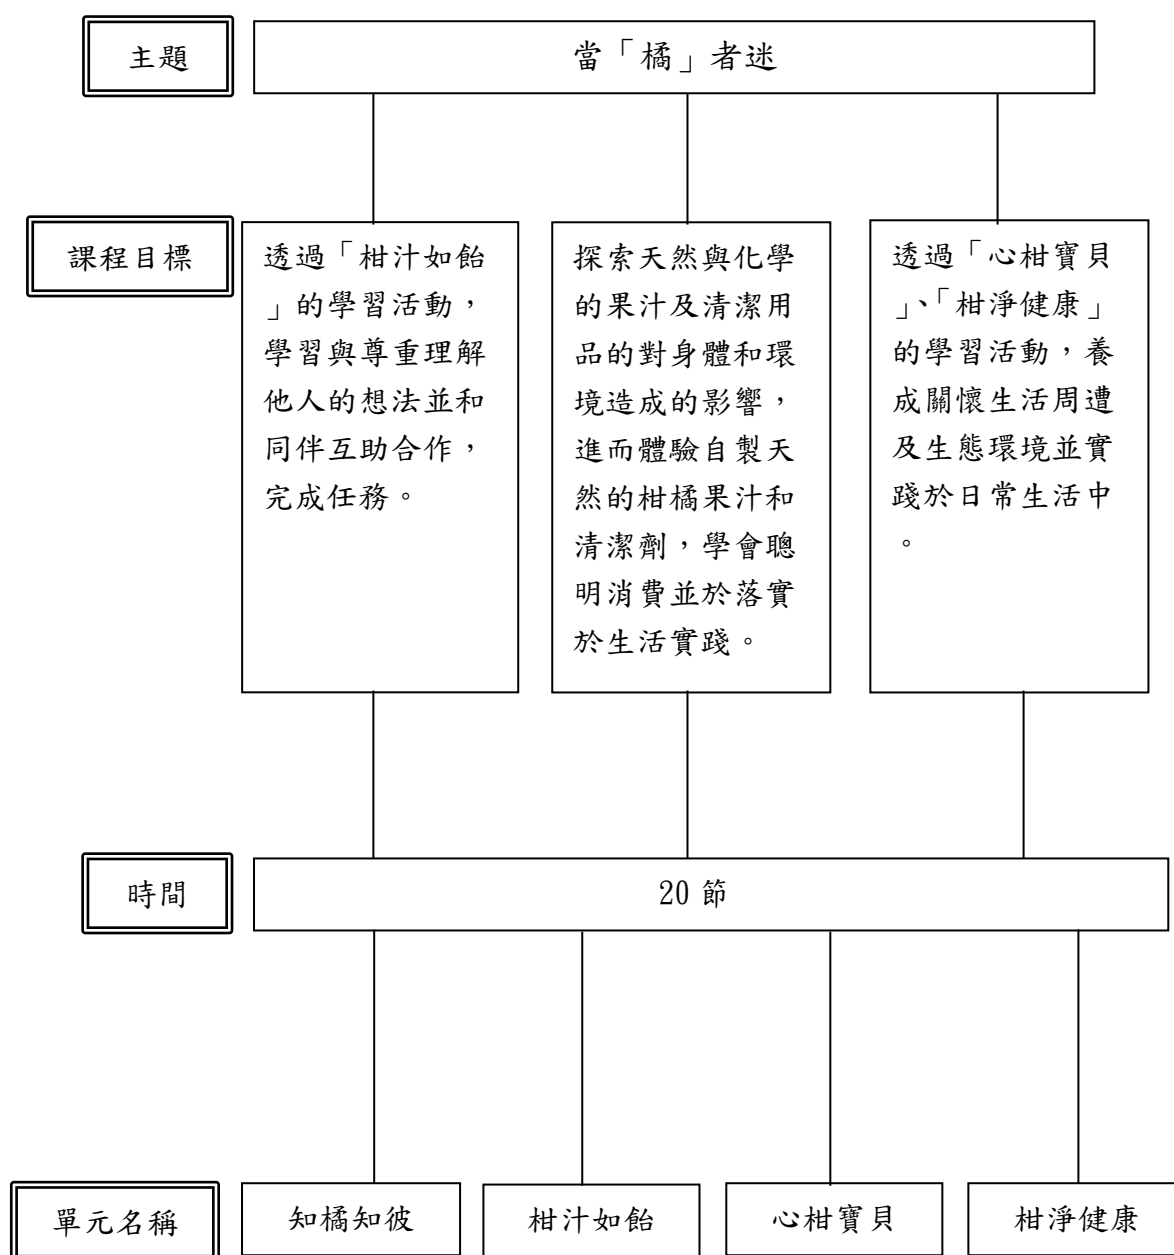 主題
當「橘」者迷
課程目標
透過「柑汁如飴
」的學習活動，
學習與尊重理解
他人的想法並和
同伴互助合作，
完成任務。
探索天然與化學
的果汁及清潔用
品的對身體和環
境造成的影響，
進而體驗自製天
然的柑橘果汁和
清潔劑，學會聰
明消費並於落實
於生活實踐。
透過「心柑寶貝
」、「柑淨健康」
的學習活動，養
成關懷生活周遭
及生態環境並實
踐於日常生活中
。
時間
20 節
單元名稱
知橘知彼
柑汁如飴
心柑寶貝
柑淨健康